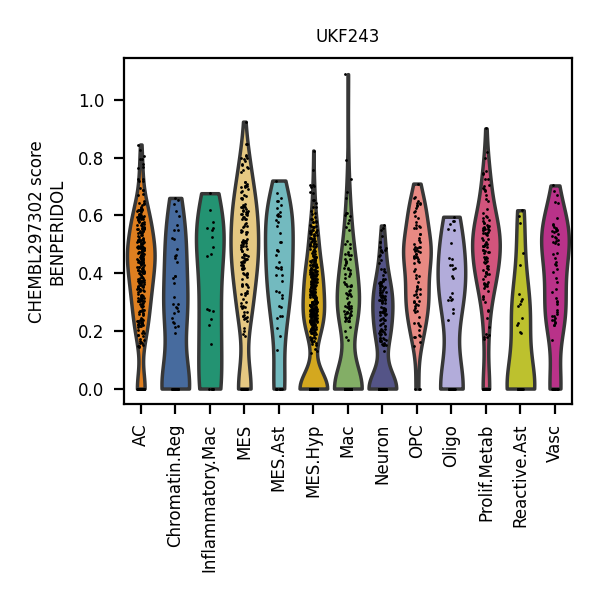 UKF243
CHEMBL297302 score
BENPERIDOL
1.0
0.8
0.6
0.4
0.2
0.0
AC
Chromatin.Reg
Inflammatory.Mac
MES
MES.Ast
MES.Hyp
Mac
Neuron
OPC
Oligo
Prolif.Metab
Reactive.Ast
Vasc